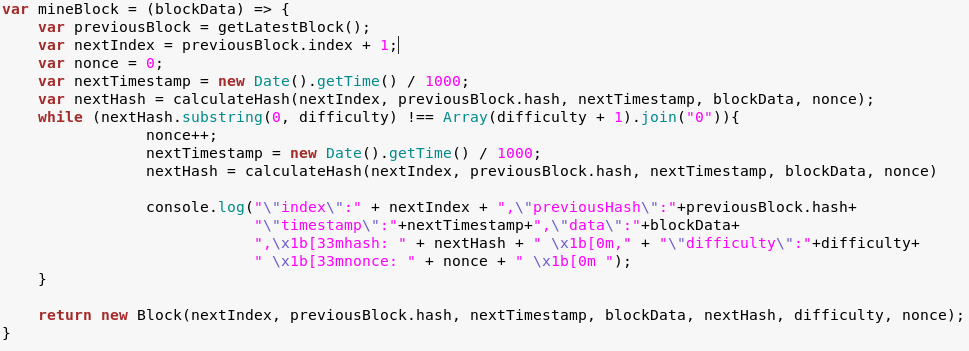 var mineBlock = (blockData) => {
    var previousBlock = getLatestBlock();
    var nextIndex = previousBlock.index + 1;
    var nonce = 0;
    var nextTimestamp = new Date().getTime() / 1000;
    var nextHash = calculateHash(nextIndex, previousBlock.hash, nextTimestamp, blockData, nonce);
    while (nextHash.substring(0, difficulty) !== Array(difficulty + 1).join("0")){
                nonce++;
                nextTimestamp = new Date().getTime() / 1000;
                nextHash = calculateHash(nextIndex, previousBlock.hash, nextTimestamp, blockData, nonce)

                console.log("\"index\":" + nextIndex + ",\"previousHash\":"+previousBlock.hash+
                            "\"timestamp\":"+nextTimestamp+",\"data\":"+blockData+
                            ",\x1b[33mhash: " + nextHash + " \x1b[0m," + "\"difficulty\":"+difficulty+
                            " \x1b[33mnonce: " + nonce + " \x1b[0m ");
    }

    return new Block(nextIndex, previousBlock.hash, nextTimestamp, blockData, nextHash, difficulty, nonce);
}